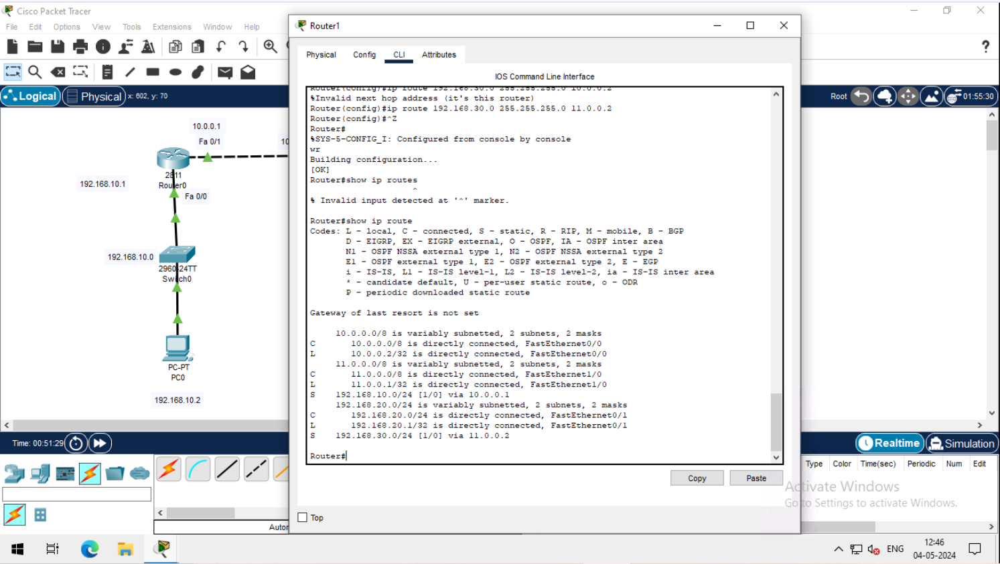 Cisco Packet Tracer
File Edit Options View Tools Extensions Window Help
Logical
Physical x: 602, y: 70
Root
01:55:30
10.0.0.1
Fa 0/1
10
2811
Router0
192.168.10.1
Fa 0/0
192.168.10.0
2960-24TT
Switch0
PC-PT
PC0
192.168.10.2
Router1
Physical Config CLI Attributes
IOS Command Line Interface
Router(config)#ip route 192.168.30.0 255.255.255.0 10.0.0.2
%Invalid next hop address (it's this router)
Router(config)#ip route 192.168.30.0 255.255.255.0 11.0.0.2
Router(config)#^Z
Router#
%SYS-5-CONFIG_I: Configured from console by console
wr
Building configuration...
[OK]
Router#show ip routes
^
% Invalid input detected at '^' marker.
Router#show ip route
Codes: L - local, C - connected, S - static, R - RIP, M - mobile, B - BGP
D - EIGRP, EX - EIGRP external, O - OSPF, IA - OSPF inter area
N1 - OSPF NSSA external type 1, N2 - OSPF NSSA external type 2
E1 - OSPF external type 1, E2 - OSPF external type 2, E - EGP
i - IS-IS, L1 - IS-IS level-1, L2 - IS-IS level-2, ia - IS-IS inter area
* - candidate default, U - per-user static route, o - ODR
P - periodic downloaded static route
Gateway of last resort is not set
10.0.0.0/8 is variably subnetted, 2 subnets, 2 masks
C 10.0.0.0/8 is directly connected, FastEthernet0/0
L 10.0.0.2/32 is directly connected, FastEthernet0/0
11.0.0.0/8 is variably subnetted, 2 subnets, 2 masks
C 11.0.0.0/8 is directly connected, FastEthernet1/0
L 11.0.0.1/32 is directly connected, FastEthernet1/0
S 192.168.10.0/24 [1/0] via 10.0.0.1
192.168.20.0/24 is variably subnetted, 2 subnets, 2 masks
C 192.168.20.0/24 is directly connected, FastEthernet0/1
L 192.168.20.1/32 is directly connected, FastEthernet0/1
S 192.168.30.0/24 [1/0] via 11.0.0.2
Router#
Copy Paste
Top
Time: 00:51:29
Realtime Simulation
Type Color Time(sec) Periodic Num Edit
Activate Windows
Go to Settings to activate Windows.
Autor
ENG
12:46
04-05-2024